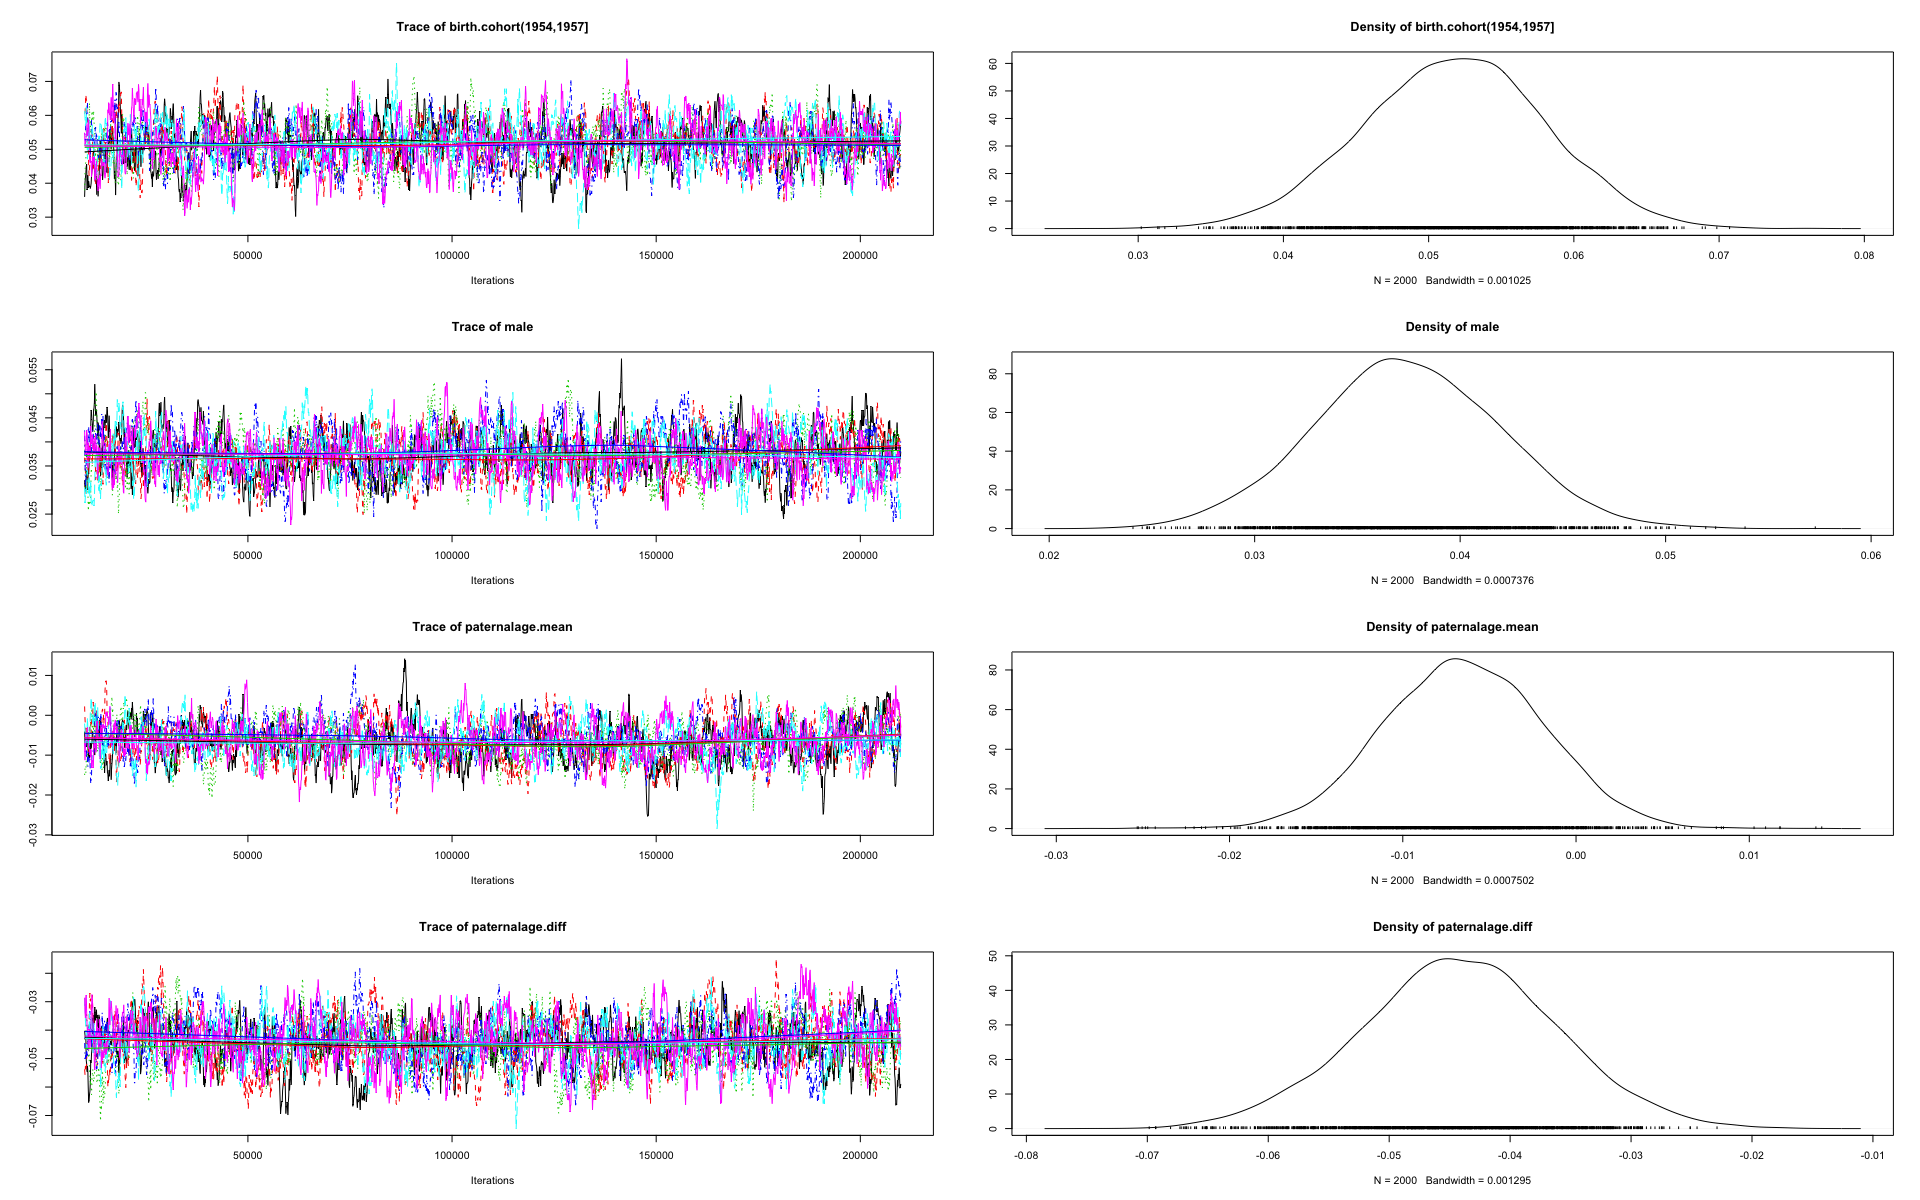 Trace of birth.cohort(1954,1957]
0.07
0.06
0.05
0.04
0.03
50000 100000 150000 200000
Iterations
Density of birth.cohort(1954,1957]
60
50
40
30
20
10
0
0.03 0.04 0.05 0.06 0.07 0.08
N = 2000 Bandwidth = 0.001025
Trace of male
0.055
0.045
0.035
0.025
50000 100000 150000 200000
Iterations
Density of male
80
60
40
20
0
0.02 0.03 0.04 0.05 0.06
N = 2000 Bandwidth = 0.0007376
Trace of paternalage.mean
0.01
0.00
-0.01
-0.02
-0.03
50000 100000 150000 200000
Iterations
Density of paternalage.mean
80
60
40
20
0
-0.03 -0.02 -0.01 0.00 0.01
N = 2000 Bandwidth = 0.0007502
Trace of paternalage.diff
-0.03
-0.05
-0.07
50000 100000 150000 200000
Iterations
Density of paternalage.diff
50
40
30
20
10
0
-0.08 -0.07 -0.06 -0.05 -0.04 -0.03 -0.02 -0.01
N = 2000 Bandwidth = 0.001295